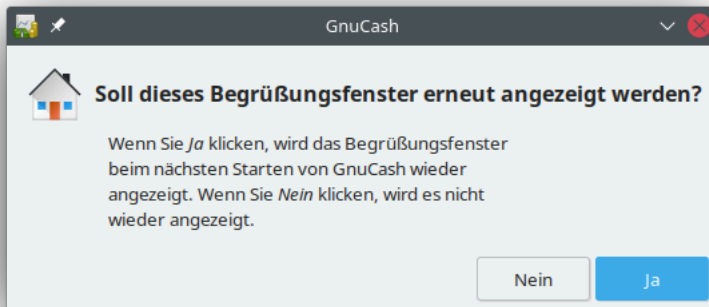 GnuCash
Soll dieses Begrüßungsfenster erneut angezeigt werden?
Wenn Sie Ja klicken, wird das Begrüßungsfenster
beim nächsten Starten von GnuCash wieder
angezeigt. Wenn Sie Nein klicken, wird es nicht
wieder angezeigt.
Nein
Ja